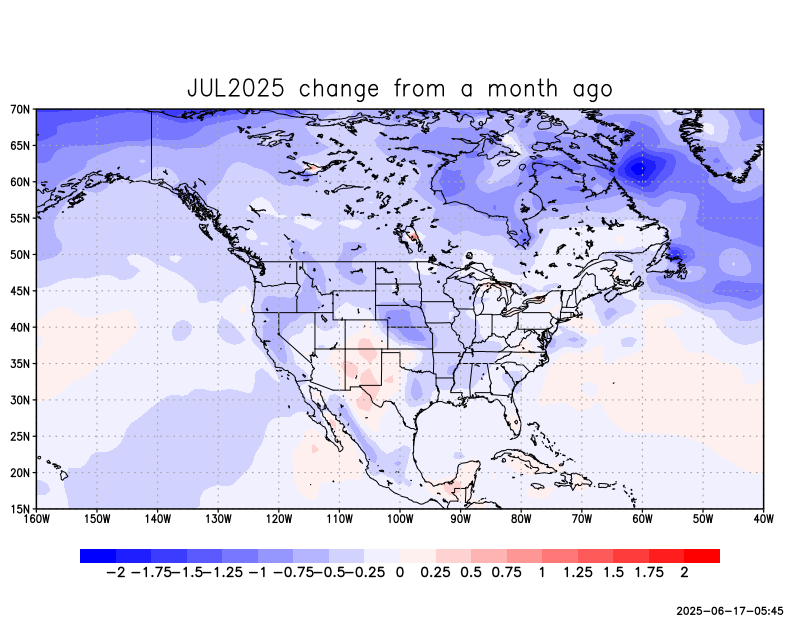 JUL2025 change from a month ago
70N
65N
60N
55N
50N
45N
40N
35N
30N
25N
20N
15N
160W 150W 140W 130W 120W 110W 100W 90W 80W 70W 60W 50W 40W
-2 -1.75 -1.5 -1.25 -1 -0.75 -0.5 -0.25 0 0.25 0.5 0.75 1 1.25 1.5 1.75 2
2025-06-17-05:45